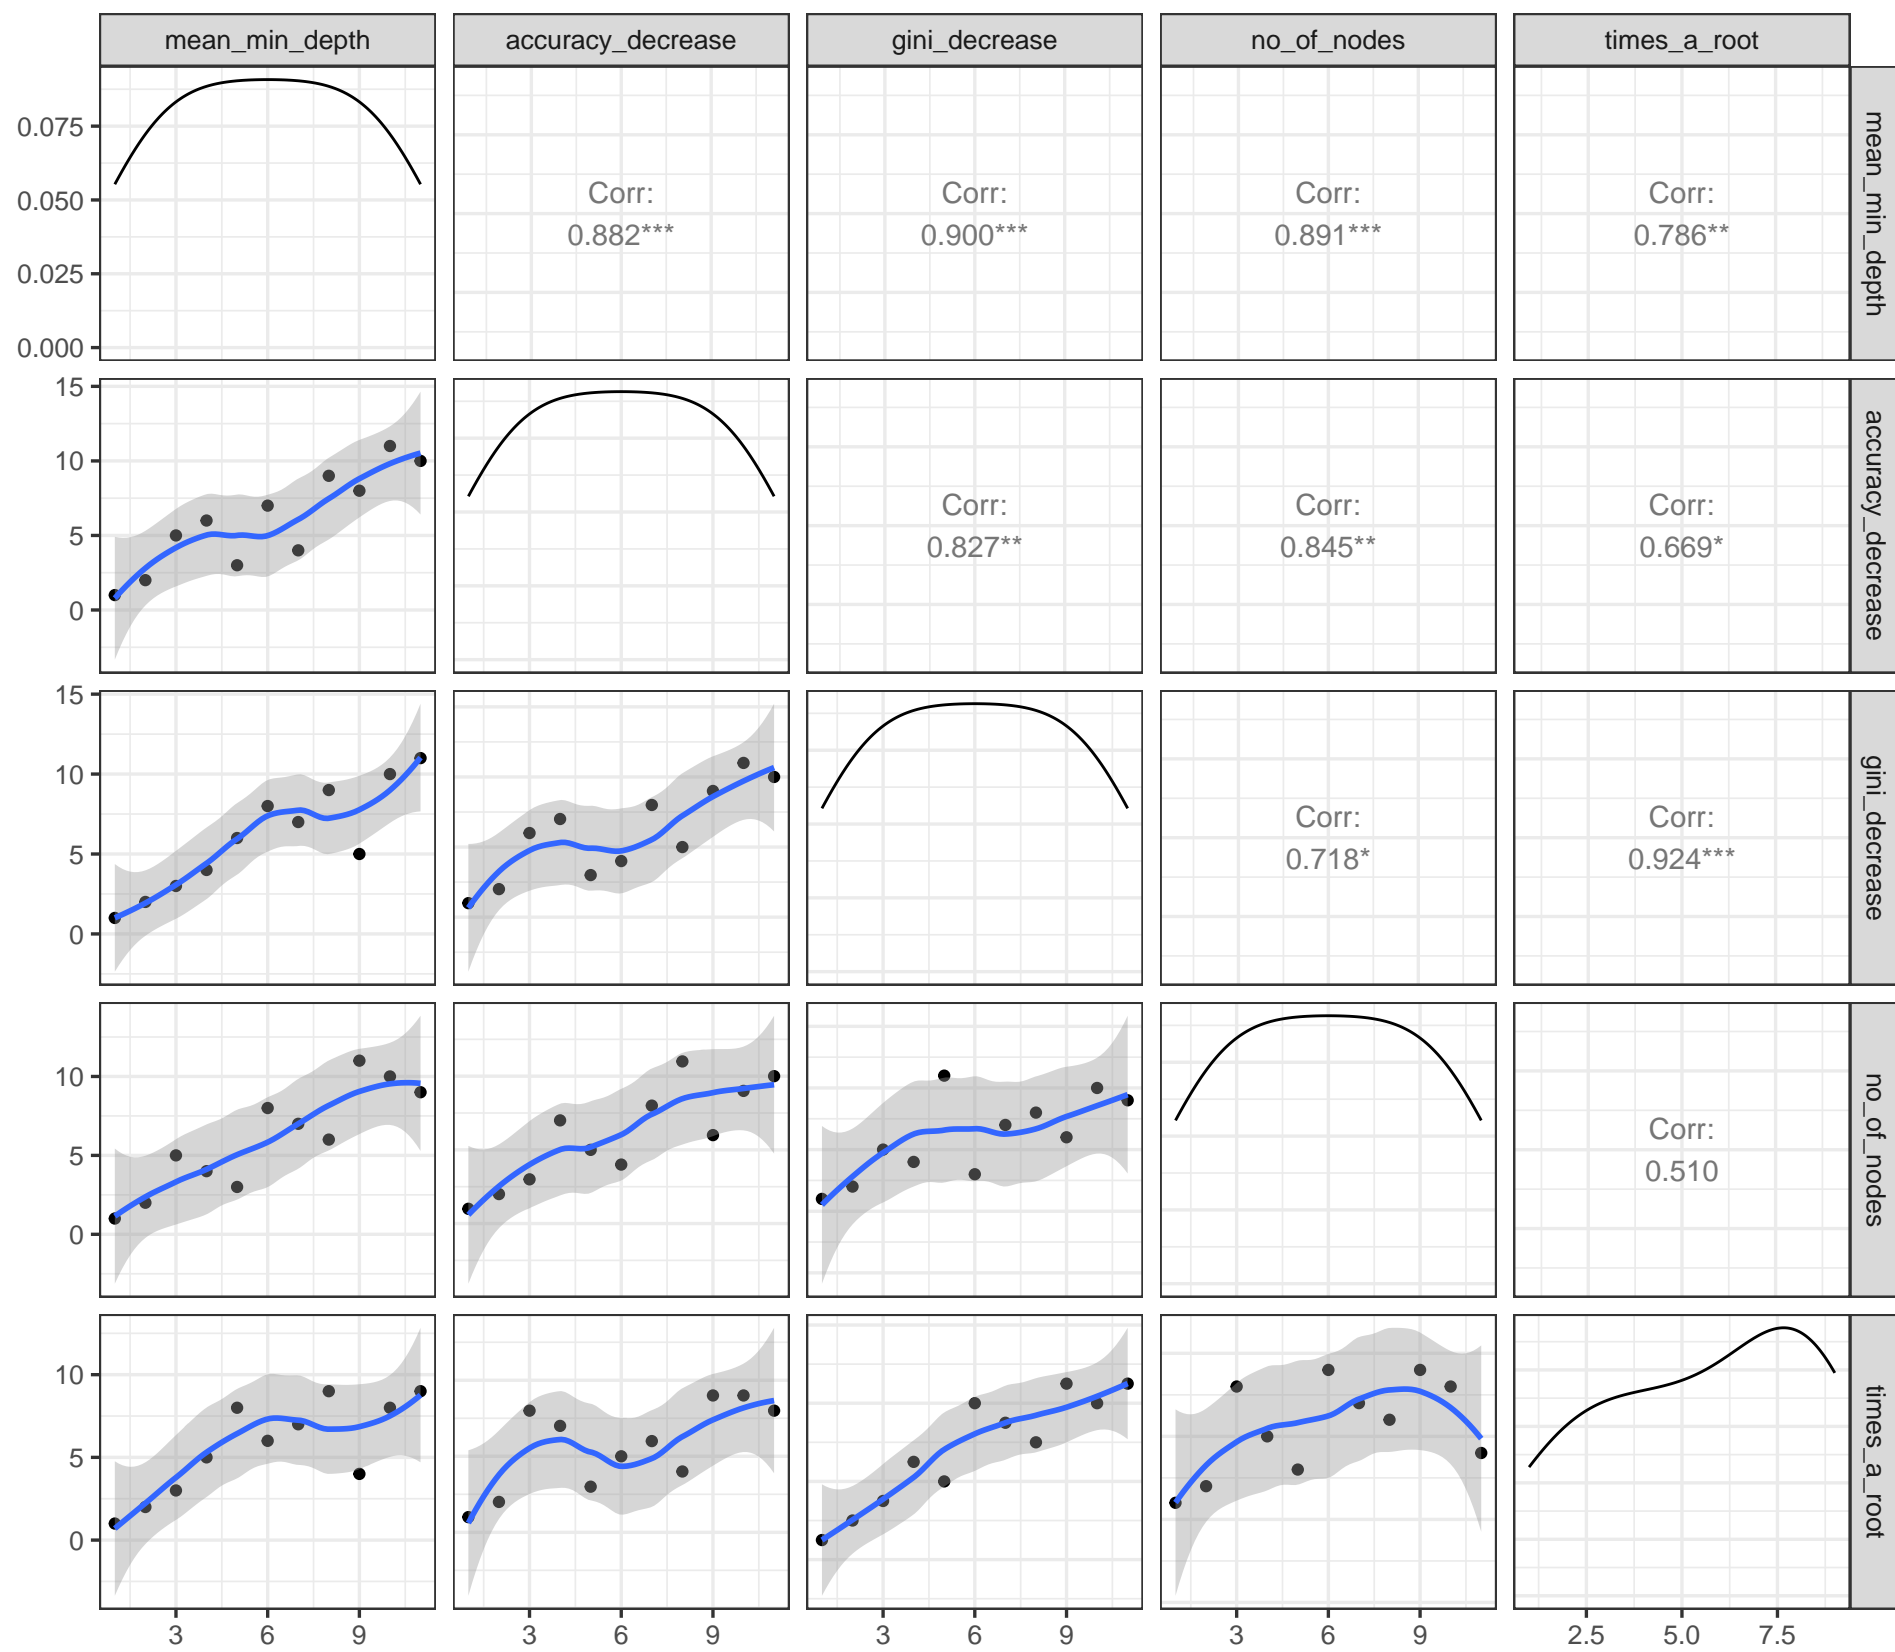 mean_min_depth accuracy_decrease gini_decrease no_of_nodes times_a_root
0.075
0.050
0.025
0.000
Corr:
0.882***
Corr:
0.900***
Corr:
0.891***
Corr:
0.786**
mean_min_depth
15
10
5
0
Corr:
0.827**
Corr:
0.845**
Corr:
0.669*
accuracy_decrease
15
10
5
0
Corr:
0.718*
Corr:
0.924***
gini_decrease
10
5
0
Corr:
0.510
no_of_nodes
10
5
0
times_a_root
3 6 9 3 6 9 3 6 9 3 6 9 2.5 5.0 7.5